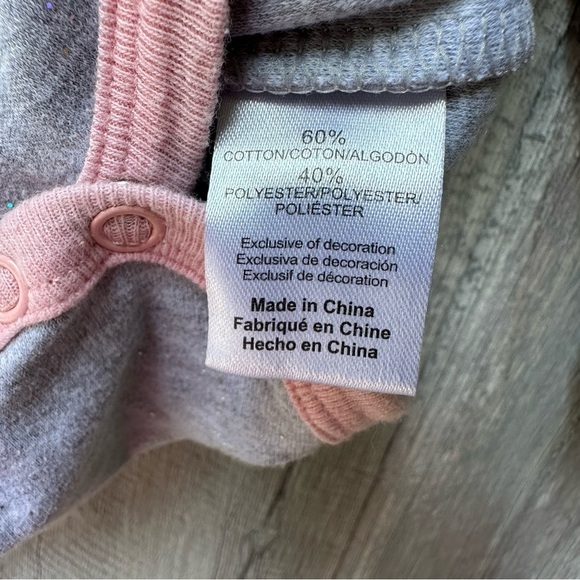 60%
COTTON/COTON/ALGODÓN
40%
POLYESTER/POLYESTER/
POLIÉSTER
Exclusive of decoration
Exclusiva de decoración
Exclusif de décoration
Made in China
Fabriqué en Chine
Hecho en China